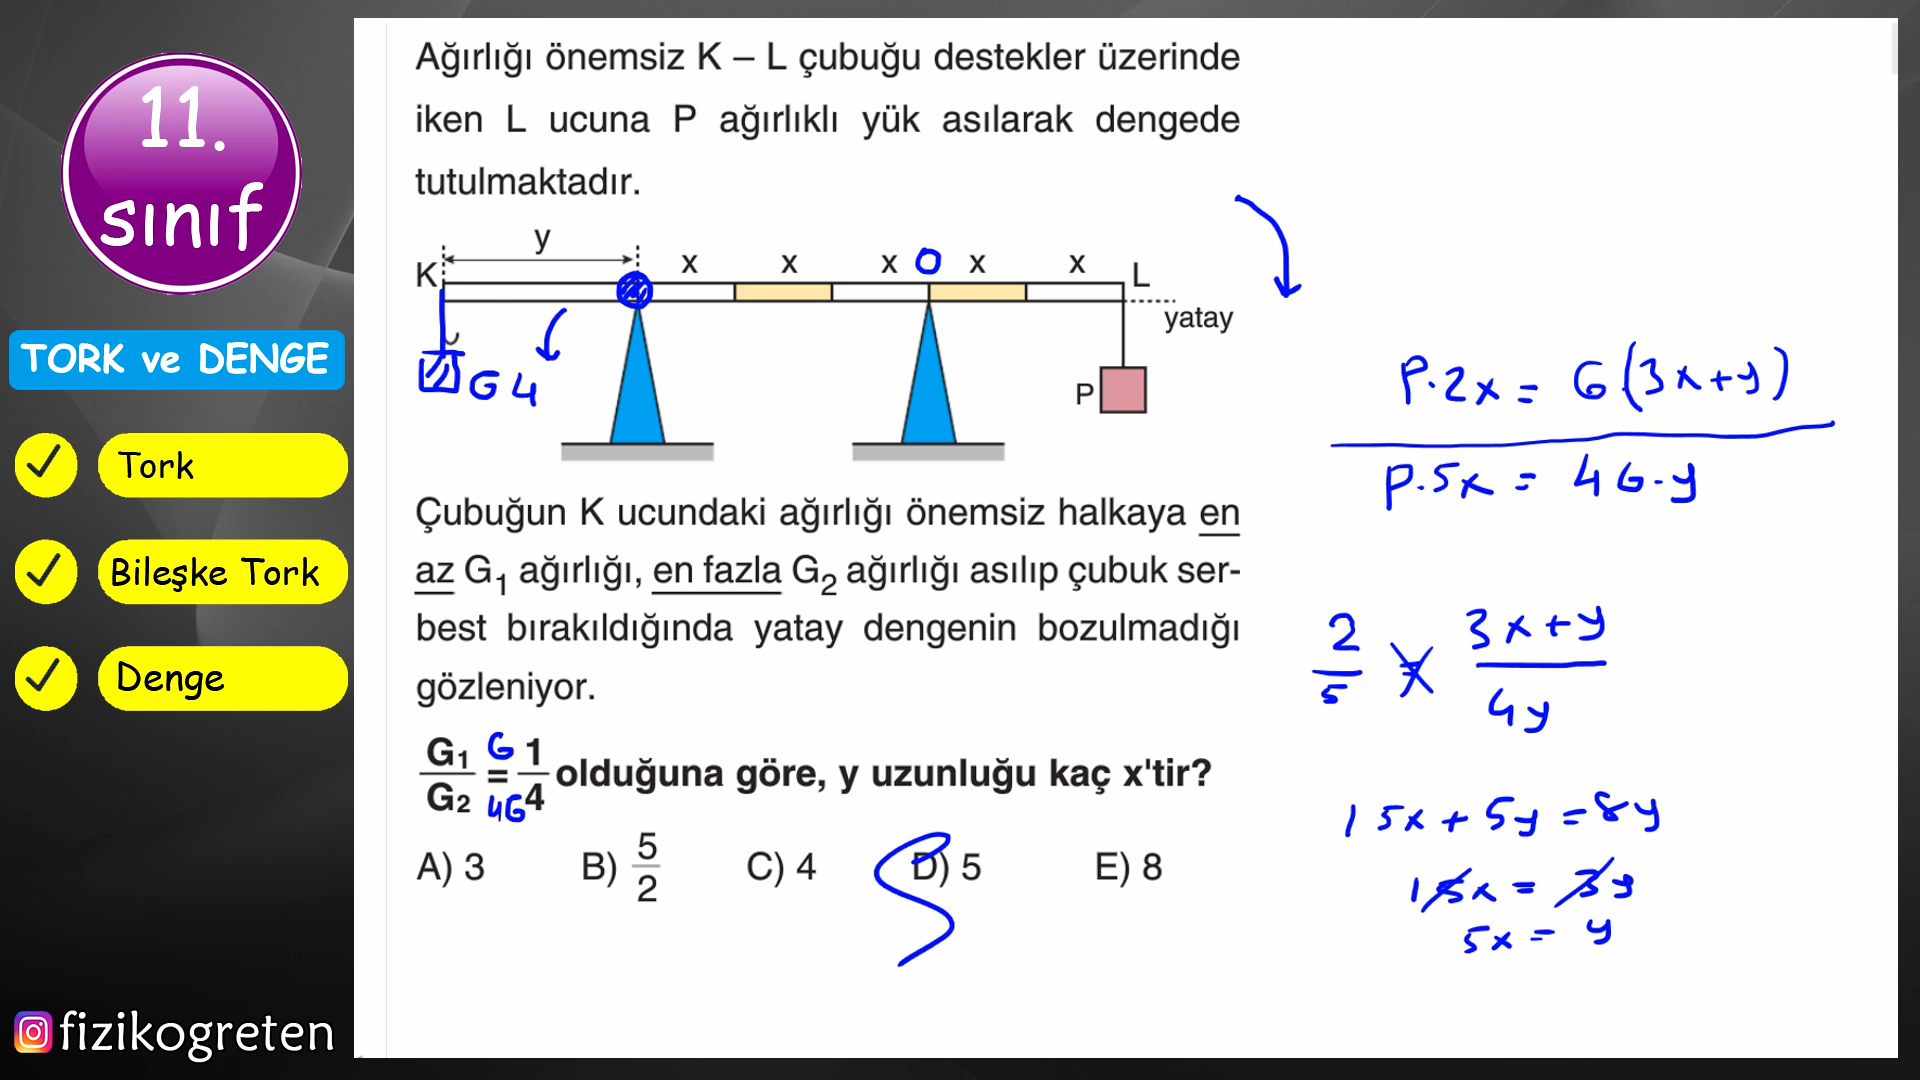 11.
sınıf
TORK ve DENGE
Tork
Bileşke Tork
Denge
fizikogreten
Ağırlığı önemsiz K – L çubuğu destekler üzerinde
iken L ucuna P ağırlıklı yük asılarak dengede
tutulmaktadır.
y
K x x x O x x L
yatay
G 4
P
Çubuğun K ucundaki ağırlığı önemsiz halkaya en
az G₁ ağırlığı, en fazla G₂ ağırlığı asılıp çubuk ser-
best bırakıldığında yatay dengenin bozulmadığı
gözleniyor.
G₁/G₂ = 1/4 olduğuna göre, y uzunluğu kaç x'tir?
G
4G
A) 3 B) 5/2 C) 4 D) 5 E) 8
P.2x = G(3x+y)
P.5x = 4G.y
2/5 = 3x+y/4y
15x + 5y = 8y
15x = 3y
5x = y